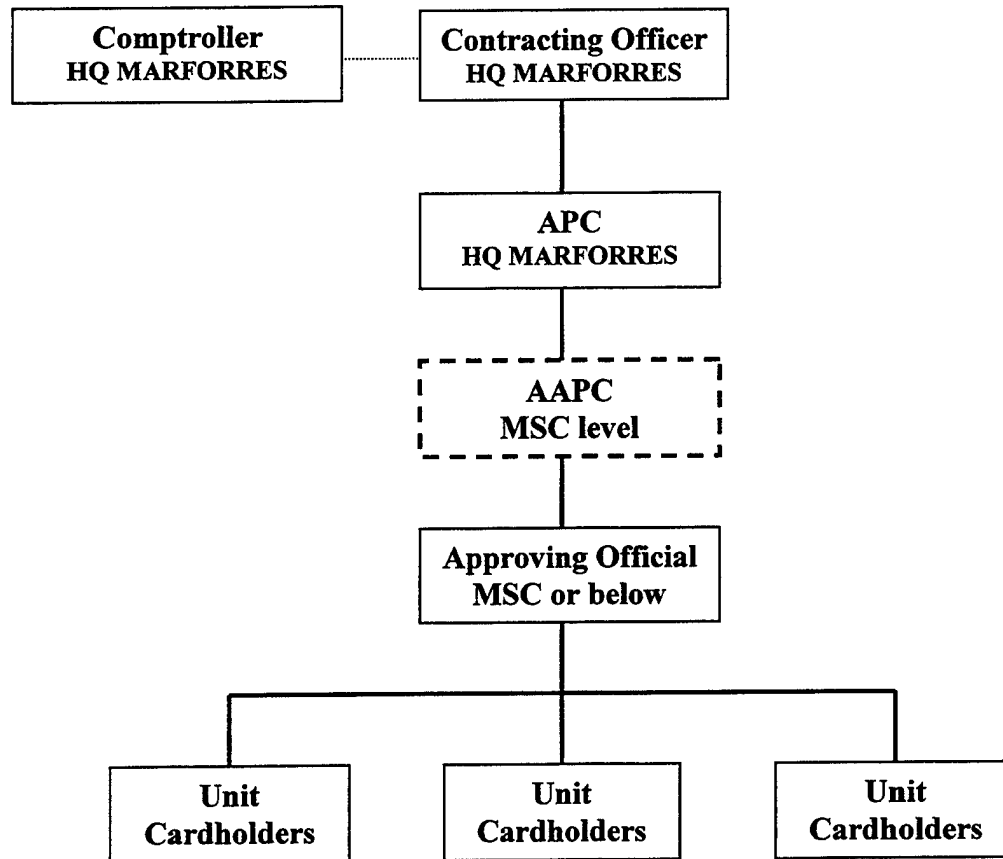 Comptroller
HQ MARFORRES
Contracting Officer
HQ MARFORRES
APC
HQ MARFORRES
AAPC
MSC level
Approving Official
MSC or below
Unit
Cardholders
Unit
Cardholders
Unit
Cardholders